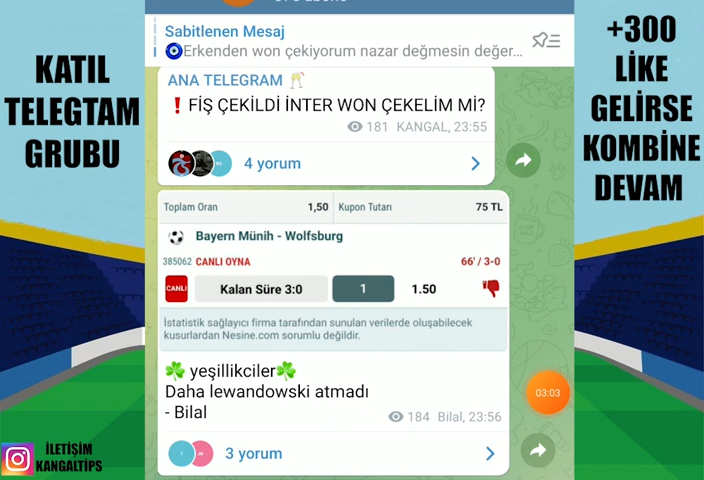 KATIL
TELEGTAM
GRUBU
+300
LİKE
GELİRSE
KOMBİNE
DEVAM
Sabitlenen Mesaj
🧿Erkenden won çekiyorum nazar değmesin değer...
ANA TELEGRAM 🥂
❗ FİŞ ÇEKİLDİ İNTER WON ÇEKELİM Mİ?
181 KANGAL, 23:55
4 yorum
Toplam Oran 1,50 Kupon Tutarı 75 TL
Bayern Münih - Wolfsburg
385062 CANLI OYNA 66' / 3-0
CANLI Kalan Süre 3:0 1 1.50
İstatistik sağlayıcı firma tarafından sunulan verilerde oluşabilecek
kusurlardan Nesine.com sorumlu değildir.
☘️ yeşillikciler☘️
Daha lewandowski atmadı
- Bilal
184 Bilal, 23:56
03:03
3 yorum
İLETİŞİM
KANGALTİPS